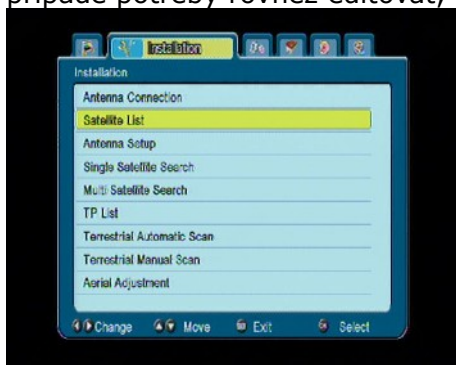 případě potřeby rovněž editovat,
Installation
Installation
Antenna Connection
Satellite List
Antenna Setup
Single Satellite Search
Multi Satellite Search
TP List
Terrestrial Automatic Scan
Terrestrial Manual Scan
Aerial Adjustment
Change Move Exit Select